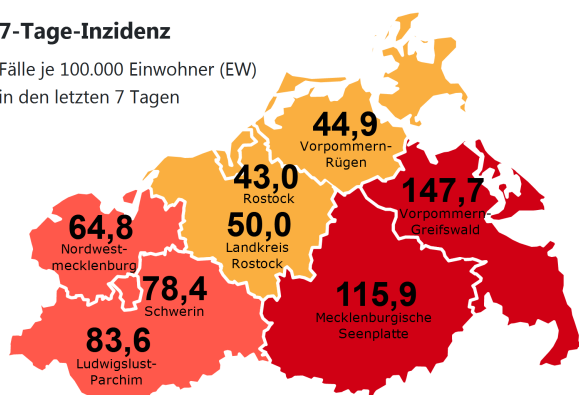 7-Tage-Inzidenz
Fälle je 100.000 Einwohner (EW)
in den letzten 7 Tagen
44,9
Vorpommern-
Rügen
43,0
Rostock
147,7
Vorpommern-
Greifswald
64,8
Nordwest-
mecklenburg
50,0
Landkreis
Rostock
78,4
Schwerin
115,9
Mecklenburgische
Seenplatte
83,6
Ludwigslust-
Parchim